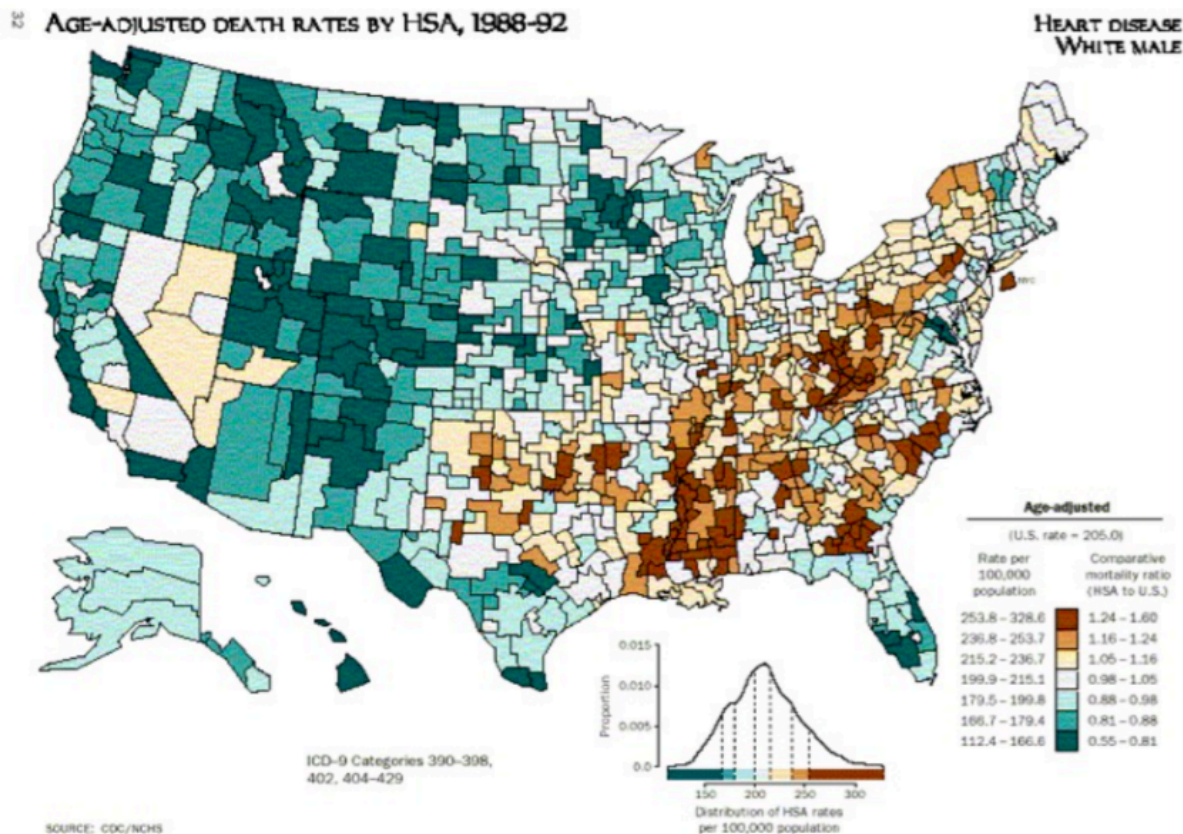 32
AGE-ADJUSTED DEATH RATES BY HSA, 1988-92
HEART DISEASE
WHITE MALE
NYC
Age-adjusted
(U.S. rate = 205.0)
Rate per
100,000
population
Comparative
mortality ratio
(HSA to U.S.)
253.8 – 328.6 1.24 – 1.60
236.8 – 253.7 1.16 – 1.24
215.2 – 236.7 1.05 – 1.16
199.9 – 215.1 0.98 – 1.05
179.5 – 199.8 0.88 – 0.98
166.7 – 179.4 0.81 – 0.88
112.4 – 166.6 0.55 – 0.81
0.015
0.010
0.005
0.0
Proportion
150 200 250 300
Distribution of HSA rates
per 100,000 population
ICD-9 Categories 390–398,
402, 404–429
SOURCE: CDC/NCHS